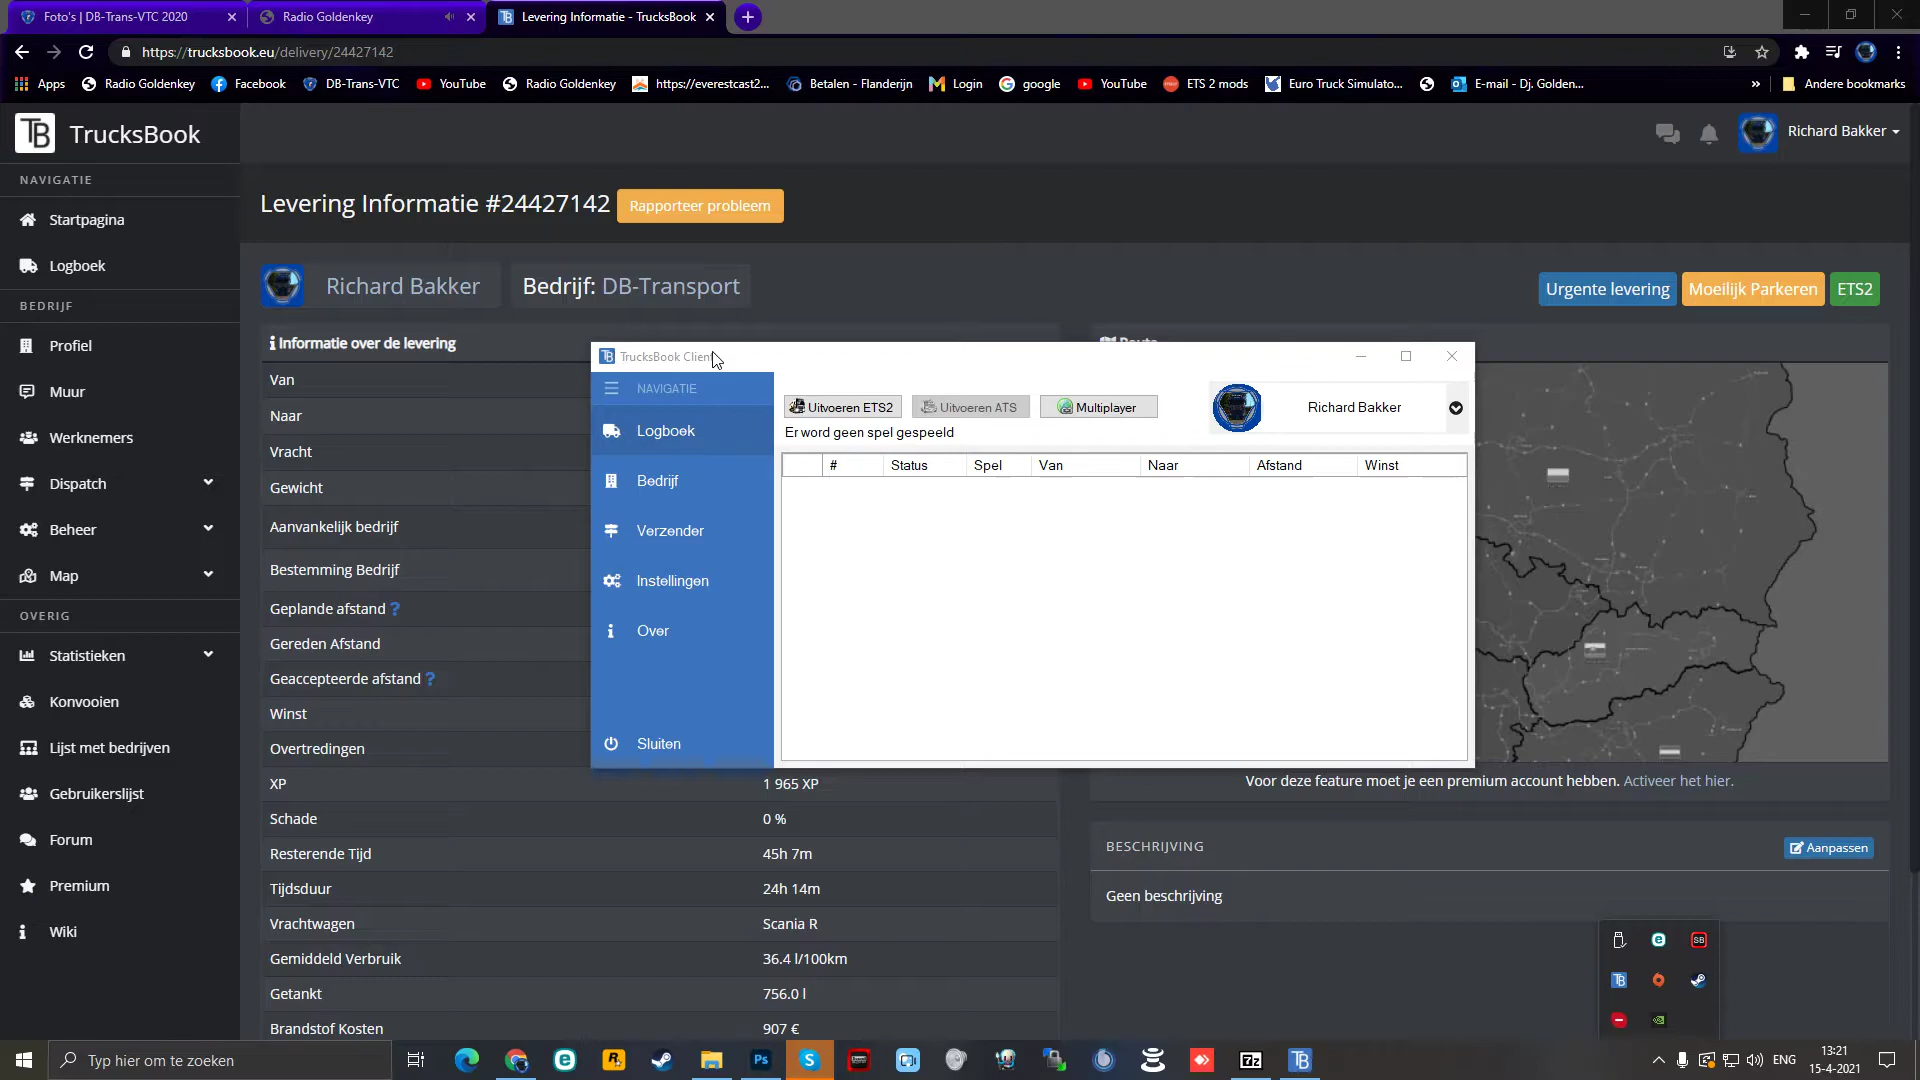 Foto's | DB-Trans-VTC 2020
Radio Goldenkey
Levering Informatie - TrucksBook
https://trucksbook.eu/delivery/24427142
Apps
Radio Goldenkey
Facebook
DB-Trans-VTC
YouTube
Radio Goldenkey
https://everestcast2...
Betalen - Flanderijn
Login
google
YouTube
ETS 2 mods
Euro Truck Simulato...
E-mail - Dj. Golden...
»
Andere bookmarks
TB TrucksBook
Richard Bakker
NAVIGATIE
Startpagina
Logboek
BEDRIJF
Profiel
Muur
Werknemers
Dispatch
Beheer
Map
OVERIG
Statistieken
Konvooien
Lijst met bedrijven
Gebruikerslijst
Forum
Premium
Wiki
Levering Informatie #24427142 Rapporteer probleem
Richard Bakker
Bedrijf: DB-Transport
Urgente levering
Moeilijk Parkeren
ETS2
Informatie over de levering
Van
Naar
Vracht
Gewicht
Aanvankelijk bedrijf
Bestemming Bedrijf
Geplande afstand ?
Gereden Afstand
Geaccepteerde afstand ?
Winst
Overtredingen
XP 1 965 XP
Schade 0 %
Resterende Tijd 45h 7m
Tijdsduur 24h 14m
Vrachtwagen Scania R
Gemiddeld Verbruik 36.4 l/100km
Getankt 756.0 l
Brandstof Kosten 907 €
TB TrucksBook Client
NAVIGATIE
Logboek
Bedrijf
Verzender
Instellingen
Over
Sluiten
Uitvoeren ETS2
Uitvoeren ATS
Multiplayer
Richard Bakker
Er word geen spel gespeeld
# Status Spel Van Naar Afstand Winst
Voor deze feature moet je een premium account hebben. Activeer het hier.
BESCHRIJVING
Aanpassen
Geen beschrijving
Typ hier om te zoeken
ENG
13:21
15-4-2021